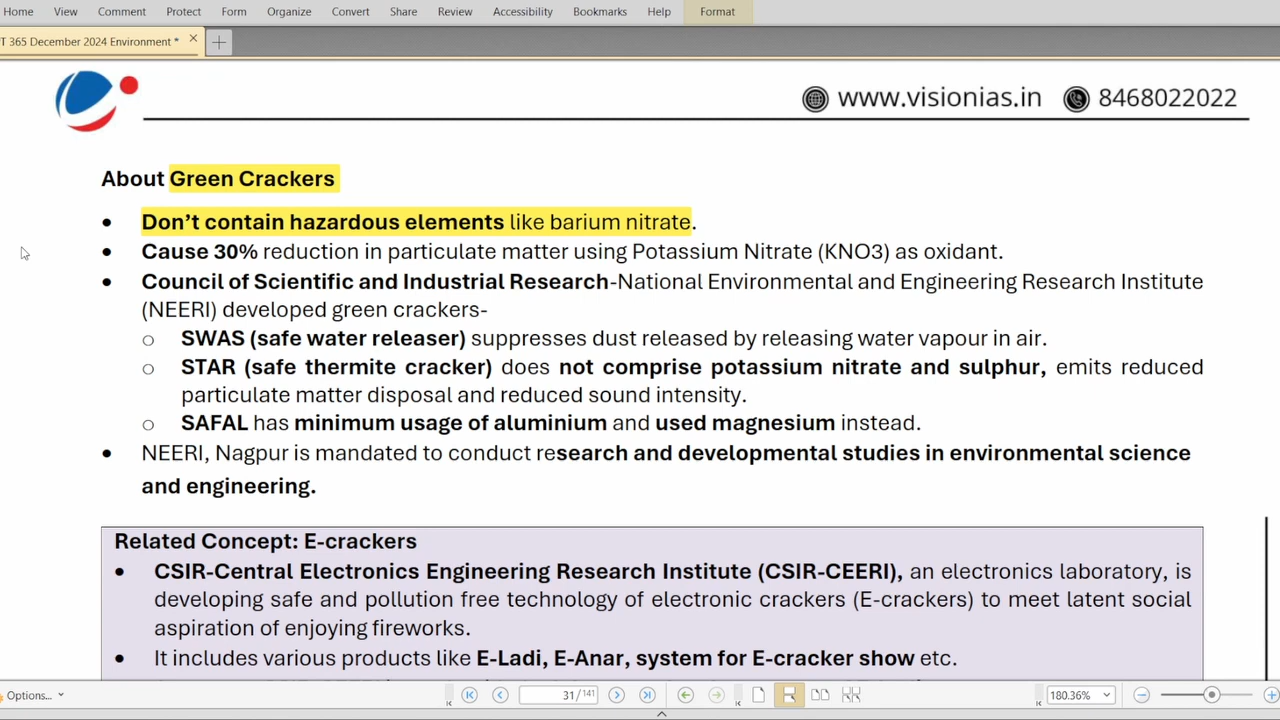 Home View Comment Protect Form Organize Convert Share Review Accessibility Bookmarks Help Format
T 365 December 2024 Environment *
www.visionias.in 8468022022
About Green Crackers
• Don't contain hazardous elements like barium nitrate.
• Cause 30% reduction in particulate matter using Potassium Nitrate (KNO3) as oxidant.
• Council of Scientific and Industrial Research-National Environmental and Engineering Research Institute
(NEERI) developed green crackers-
o SWAS (safe water releaser) suppresses dust released by releasing water vapour in air.
o STAR (safe thermite cracker) does not comprise potassium nitrate and sulphur, emits reduced
particulate matter disposal and reduced sound intensity.
o SAFAL has minimum usage of aluminium and used magnesium instead.
• NEERI, Nagpur is mandated to conduct research and developmental studies in environmental science
and engineering.
Related Concept: E-crackers
• CSIR-Central Electronics Engineering Research Institute (CSIR-CEERI), an electronics laboratory, is
developing safe and pollution free technology of electronic crackers (E-crackers) to meet latent social
aspiration of enjoying fireworks.
• It includes various products like E-Ladi, E-Anar, system for E-cracker show etc.
Options... 31 / 141 180.36%